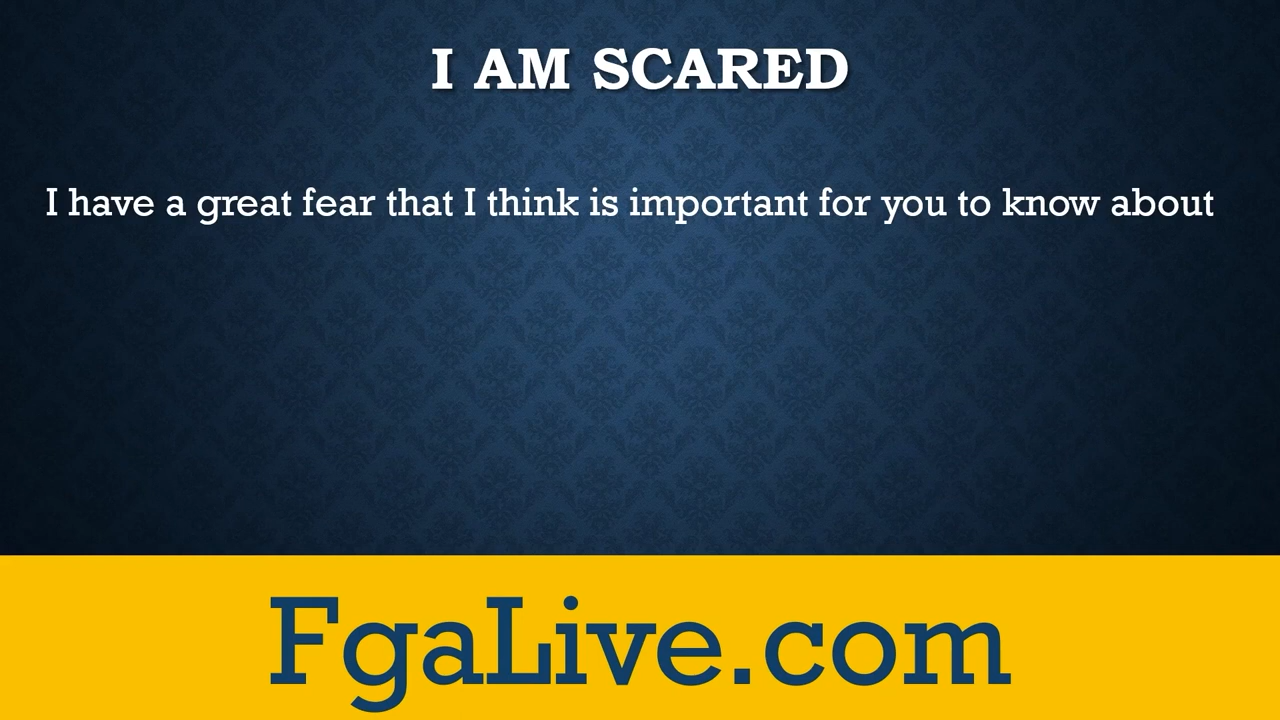 I AM SCARED
I have a great fear that I think is important for you to know about
FgaLive.com